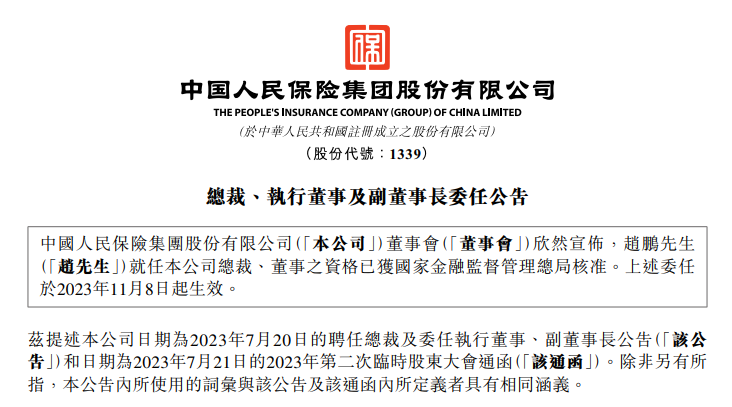 中国人民保险集团股份有限公司
THE PEOPLE'S INSURANCE COMPANY (GROUP) OF CHINA LIMITED
(於中華人民共和國註冊成立之股份有限公司)
(股份代號：1339)
總裁、執行董事及副董事長委任公告
中國人民保險集團股份有限公司(「本公司」)董事會(「董事會」)欣然宣佈，趙鵬先生
(「趙先生」)就任本公司總裁、董事之資格已獲國家金融監督管理總局核准。上述委任
於2023年11月8日起生效。
茲提述本公司日期為2023年7月20日的聘任總裁及委任執行董事、副董事長公告(「該公
告」)和日期為2023年7月21日的2023年第二次臨時股東大會通函(「該通函」)。除非另有所
指，本公告內所使用的詞彙與該公告及該通函內所定義者具有相同涵義。